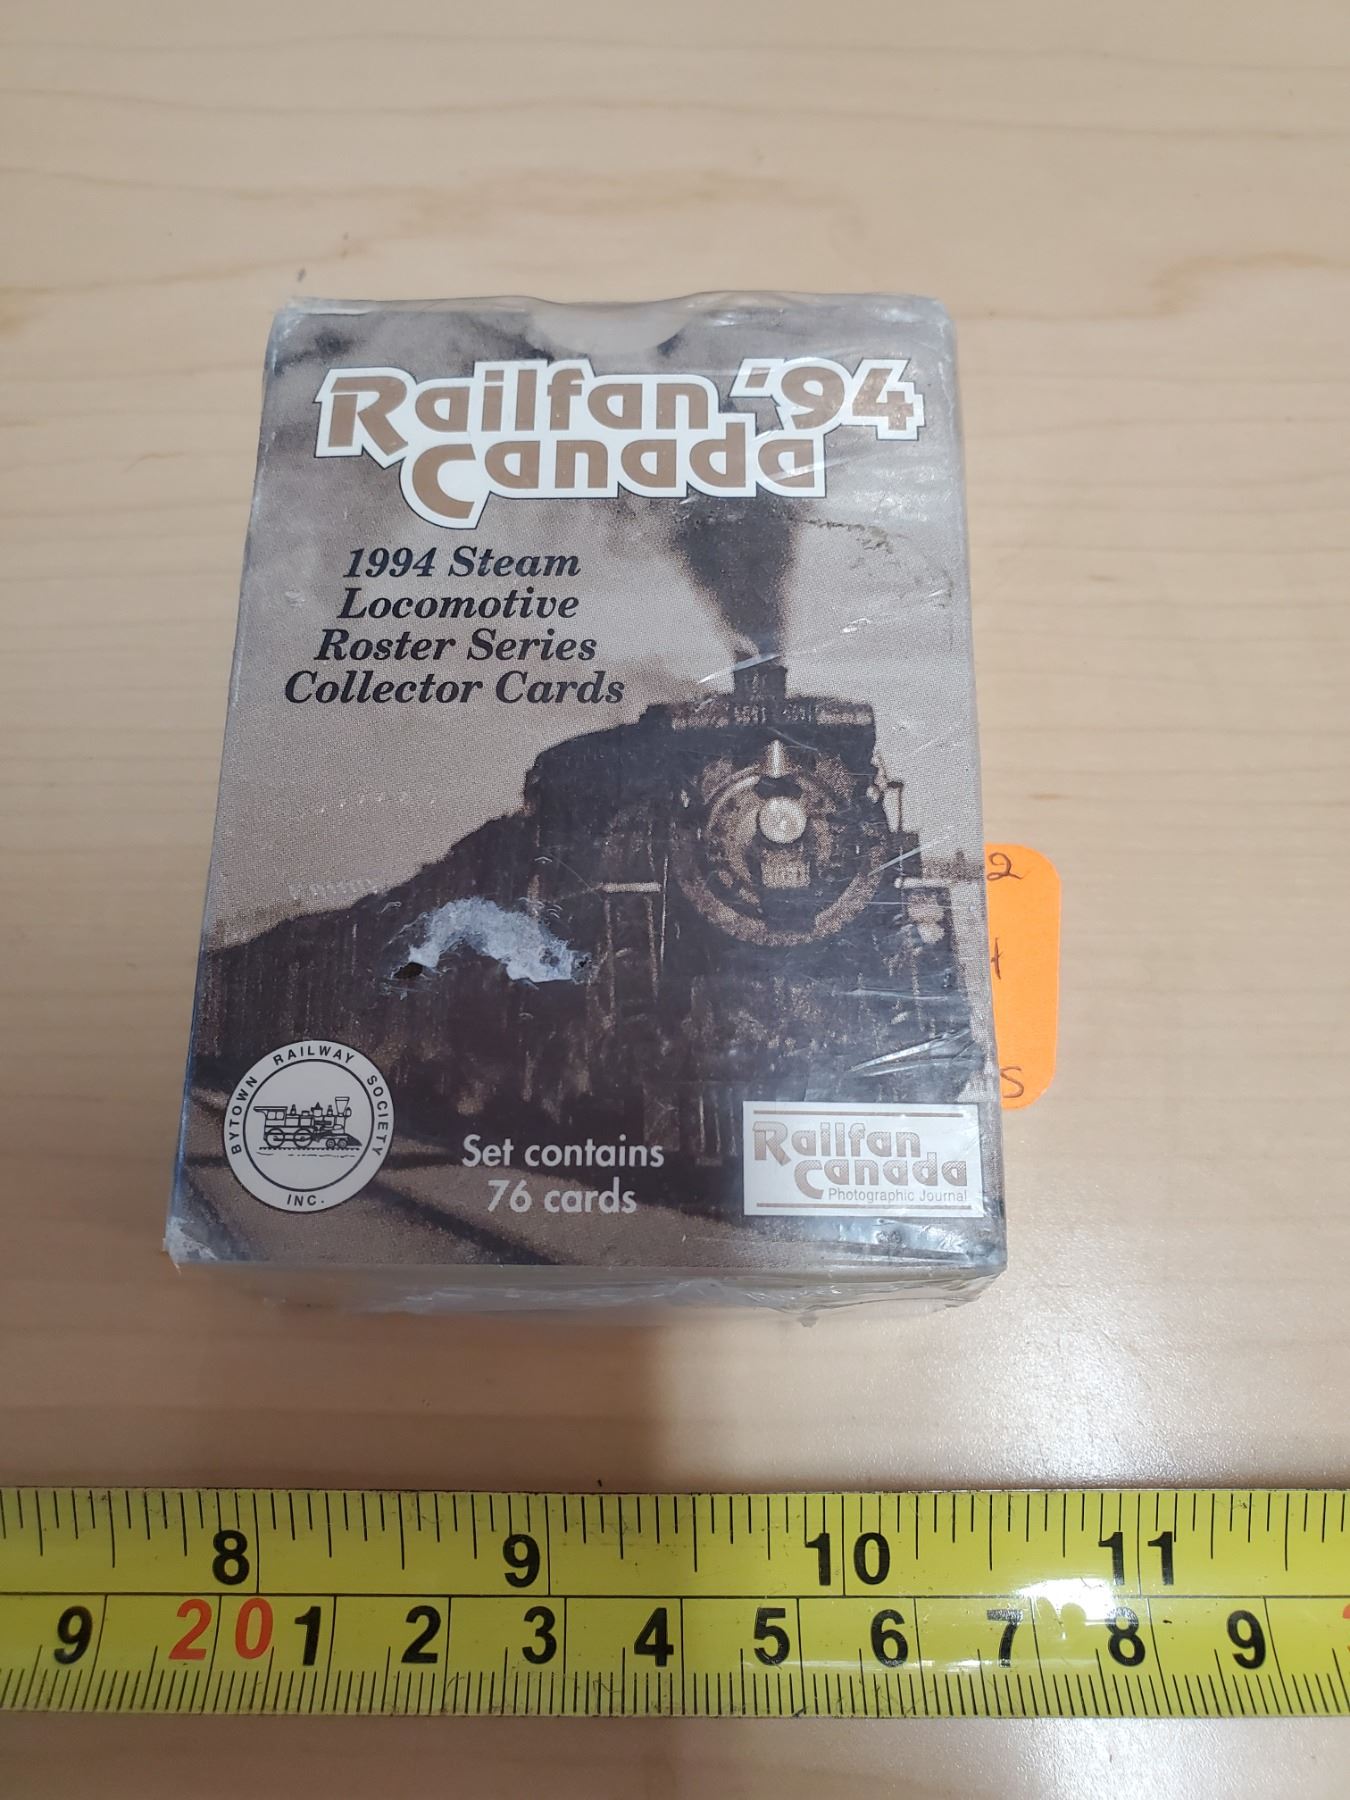 Railfan '94
Canada
1994 Steam
Locomotive
Roster Series
Collector Cards
BYTOWN RAILWAY SOCIETY
INC.
Set contains
76 cards
Railfan
Canada
Photographic Journal
2
S
8 9 10 11
9 20 1 2 3 4 5 6 7 8 9